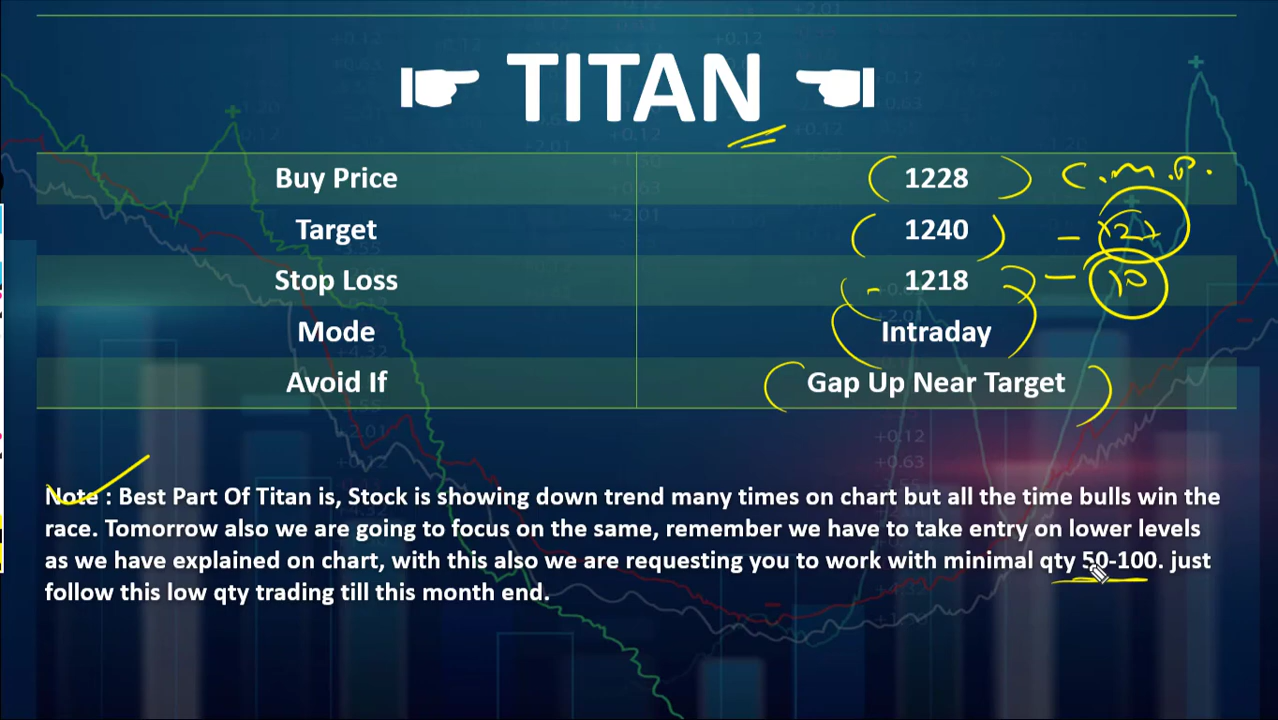 TITAN
Buy Price 1228 C.M.P.
Target 1240
Stop Loss 1218 - 10
Mode Intraday
Avoid If Gap Up Near Target
Note : Best Part Of Titan is, Stock is showing down trend many times on chart but all the time bulls win the
race. Tomorrow also we are going to focus on the same, remember we have to take entry on lower levels
as we have explained on chart, with this also we are requesting you to work with minimal qty 50-100. just
follow this low qty trading till this month end.